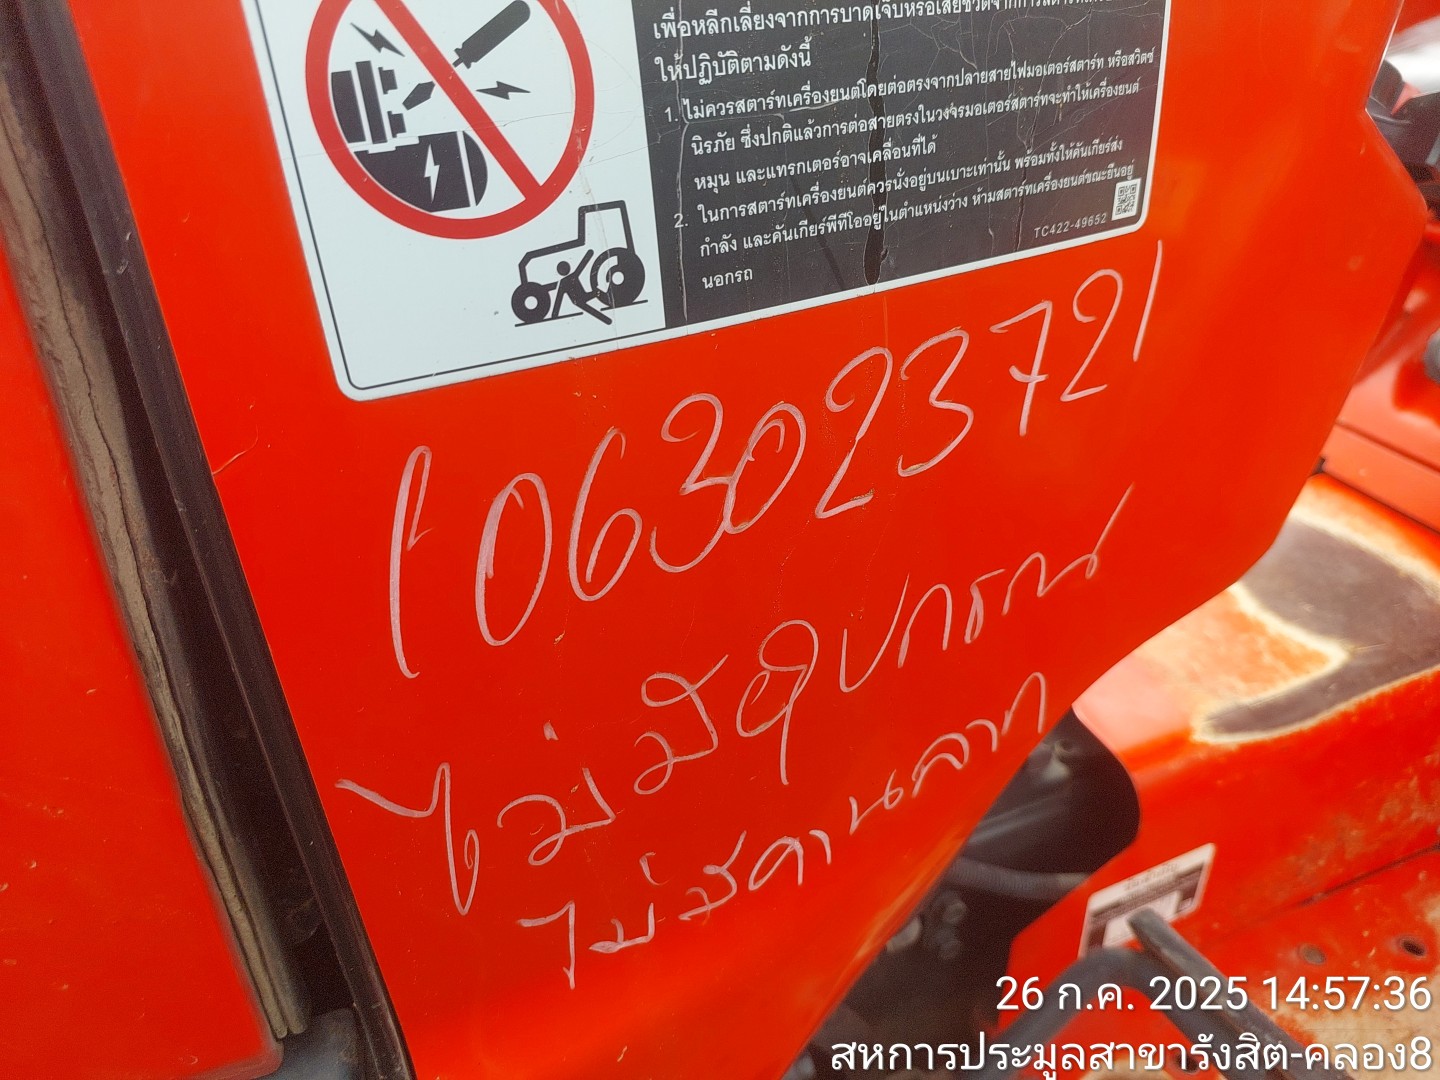 เพื่อหลีกเลี่ยงจากการบาดเจ็บหรือเสียชีวิตจากการสตาร์ท
ให้ปฏิบัติตามดังนี้
1. ไม่ควรสตาร์ทเครื่องยนต์โดยต่อตรงจากปลายสายไฟมอเตอร์สตาร์ท หรือสวิตซ์
นิรภัย ซึ่งปกติแล้วการต่อสายตรงในวงจรมอเตอร์สตาร์ทจะทำให้เครื่องยนต์
หมุน และแทรกเตอร์อาจเคลื่อนที่ได้
2. ในการสตาร์ทเครื่องยนต์ควรนั่งอยู่บนเบาะเท่านั้น พร้อมทั้งให้คันเกียร์ส่ง
กำลัง และคันเกียร์พีทีโออยู่ในตำแหน่งว่าง ห้ามสตาร์ทเครื่องยนต์ขณะยืนอยู่
นอกรถ
TC422-49652
1063023721
ไม่มีอุปกรณ์
ไม่มีคานลาก
26 ก.ค. 2025 14:57:36
สหการประมูลสาขารังสิต-คลอง8